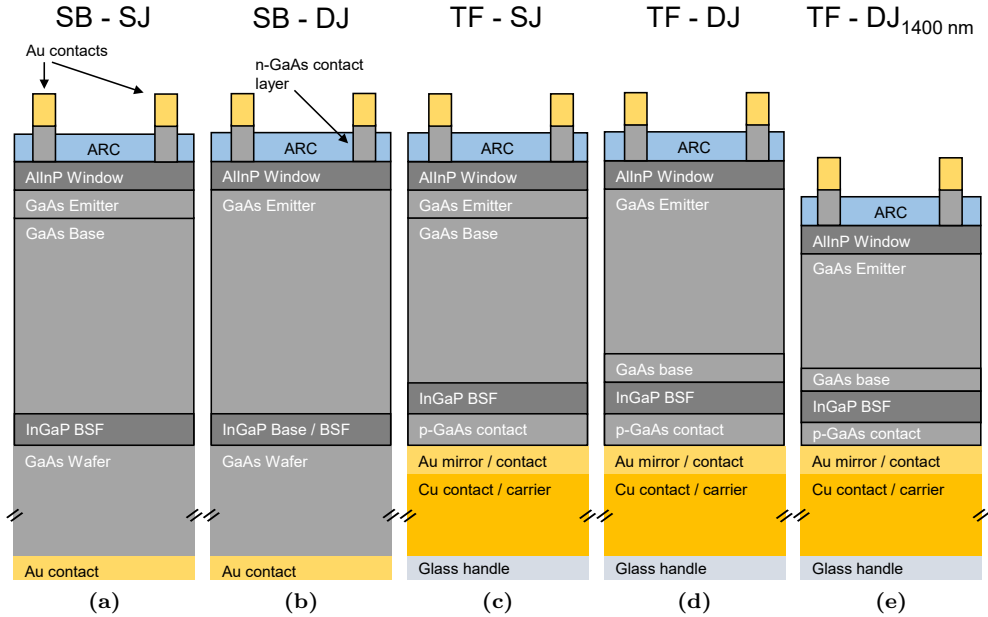 SB - SJ
SB - DJ
TF - SJ
TF - DJ
TF - DJ1400 nm
Au contacts
n-GaAs contact
layer
ARC
AlInP Window
GaAs Emitter
GaAs Base
InGaP BSF
GaAs Wafer
Au contact
(a)
ARC
AlInP Window
GaAs Emitter
InGaP Base / BSF
GaAs Wafer
Au contact
(b)
ARC
AlInP Window
GaAs Emitter
GaAs Base
InGaP BSF
p-GaAs contact
Au mirror / contact
Cu contact / carrier
Glass handle
(c)
ARC
AlInP Window
GaAs Emitter
GaAs base
InGaP BSF
p-GaAs contact
Au mirror / contact
Cu contact / carrier
Glass handle
(d)
ARC
AlInP Window
GaAs Emitter
GaAs base
InGaP BSF
p-GaAs contact
Au mirror / contact
Cu contact / carrier
Glass handle
(e)